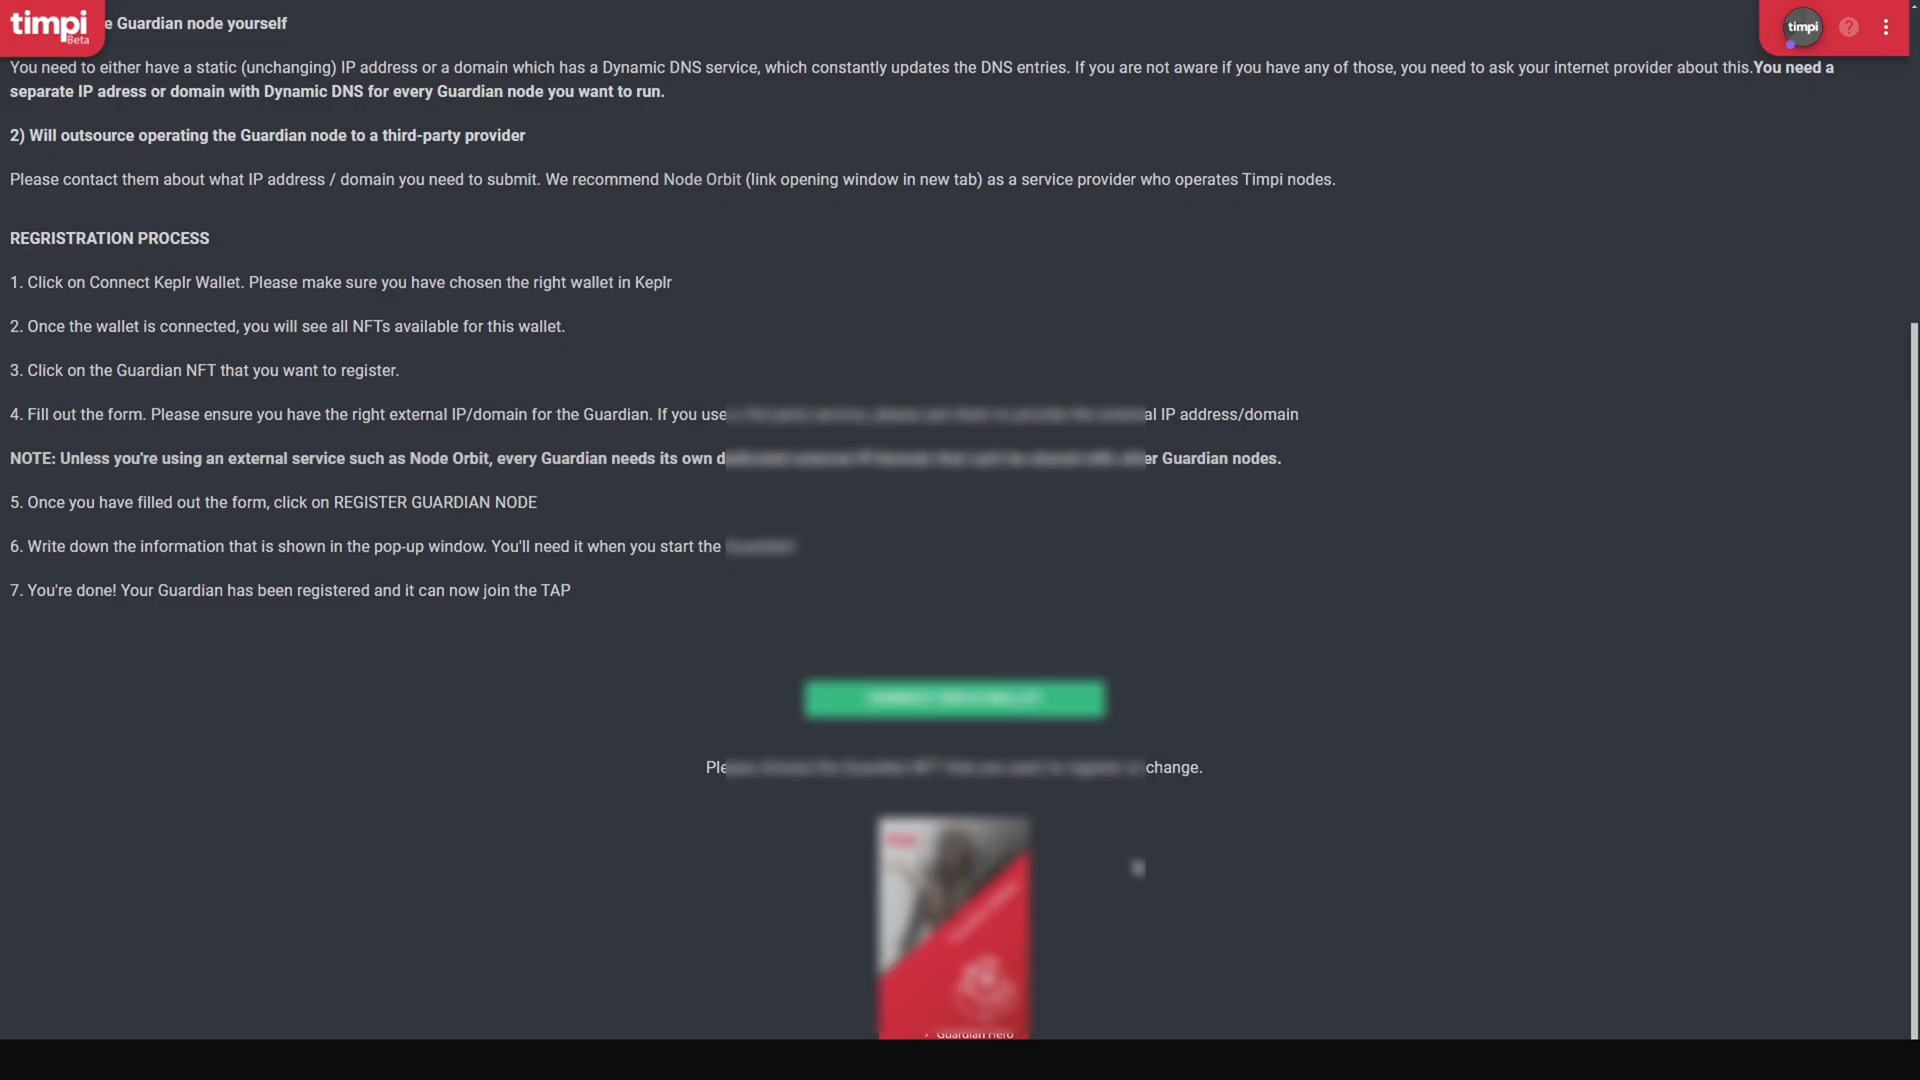 timpi
Beta
e Guardian node yourself
timpi
?
You need to either have a static (unchanging) IP address or a domain which has a Dynamic DNS service, which constantly updates the DNS entries. If you are not aware if you have any of those, you need to ask your internet provider about this.You need a
separate IP adress or domain with Dynamic DNS for every Guardian node you want to run.
2) Will outsource operating the Guardian node to a third-party provider
Please contact them about what IP address / domain you need to submit. We recommend Node Orbit (link opening window in new tab) as a service provider who operates Timpi nodes.
REGRISTRATION PROCESS
1. Click on Connect Keplr Wallet. Please make sure you have chosen the right wallet in Keplr
2. Once the wallet is connected, you will see all NFTs available for this wallet.
3. Click on the Guardian NFT that you want to register.
4. Fill out the form. Please ensure you have the right external IP/domain for the Guardian. If you use IP address/domain
NOTE: Unless you're using an external service such as Node Orbit, every Guardian needs its own Guardian nodes.
5. Once you have filled out the form, click on REGISTER GUARDIAN NODE
6. Write down the information that is shown in the pop-up window. You'll need it when you start the
7. You're done! Your Guardian has been registered and it can now join the TAP
change.
Guardian Hero